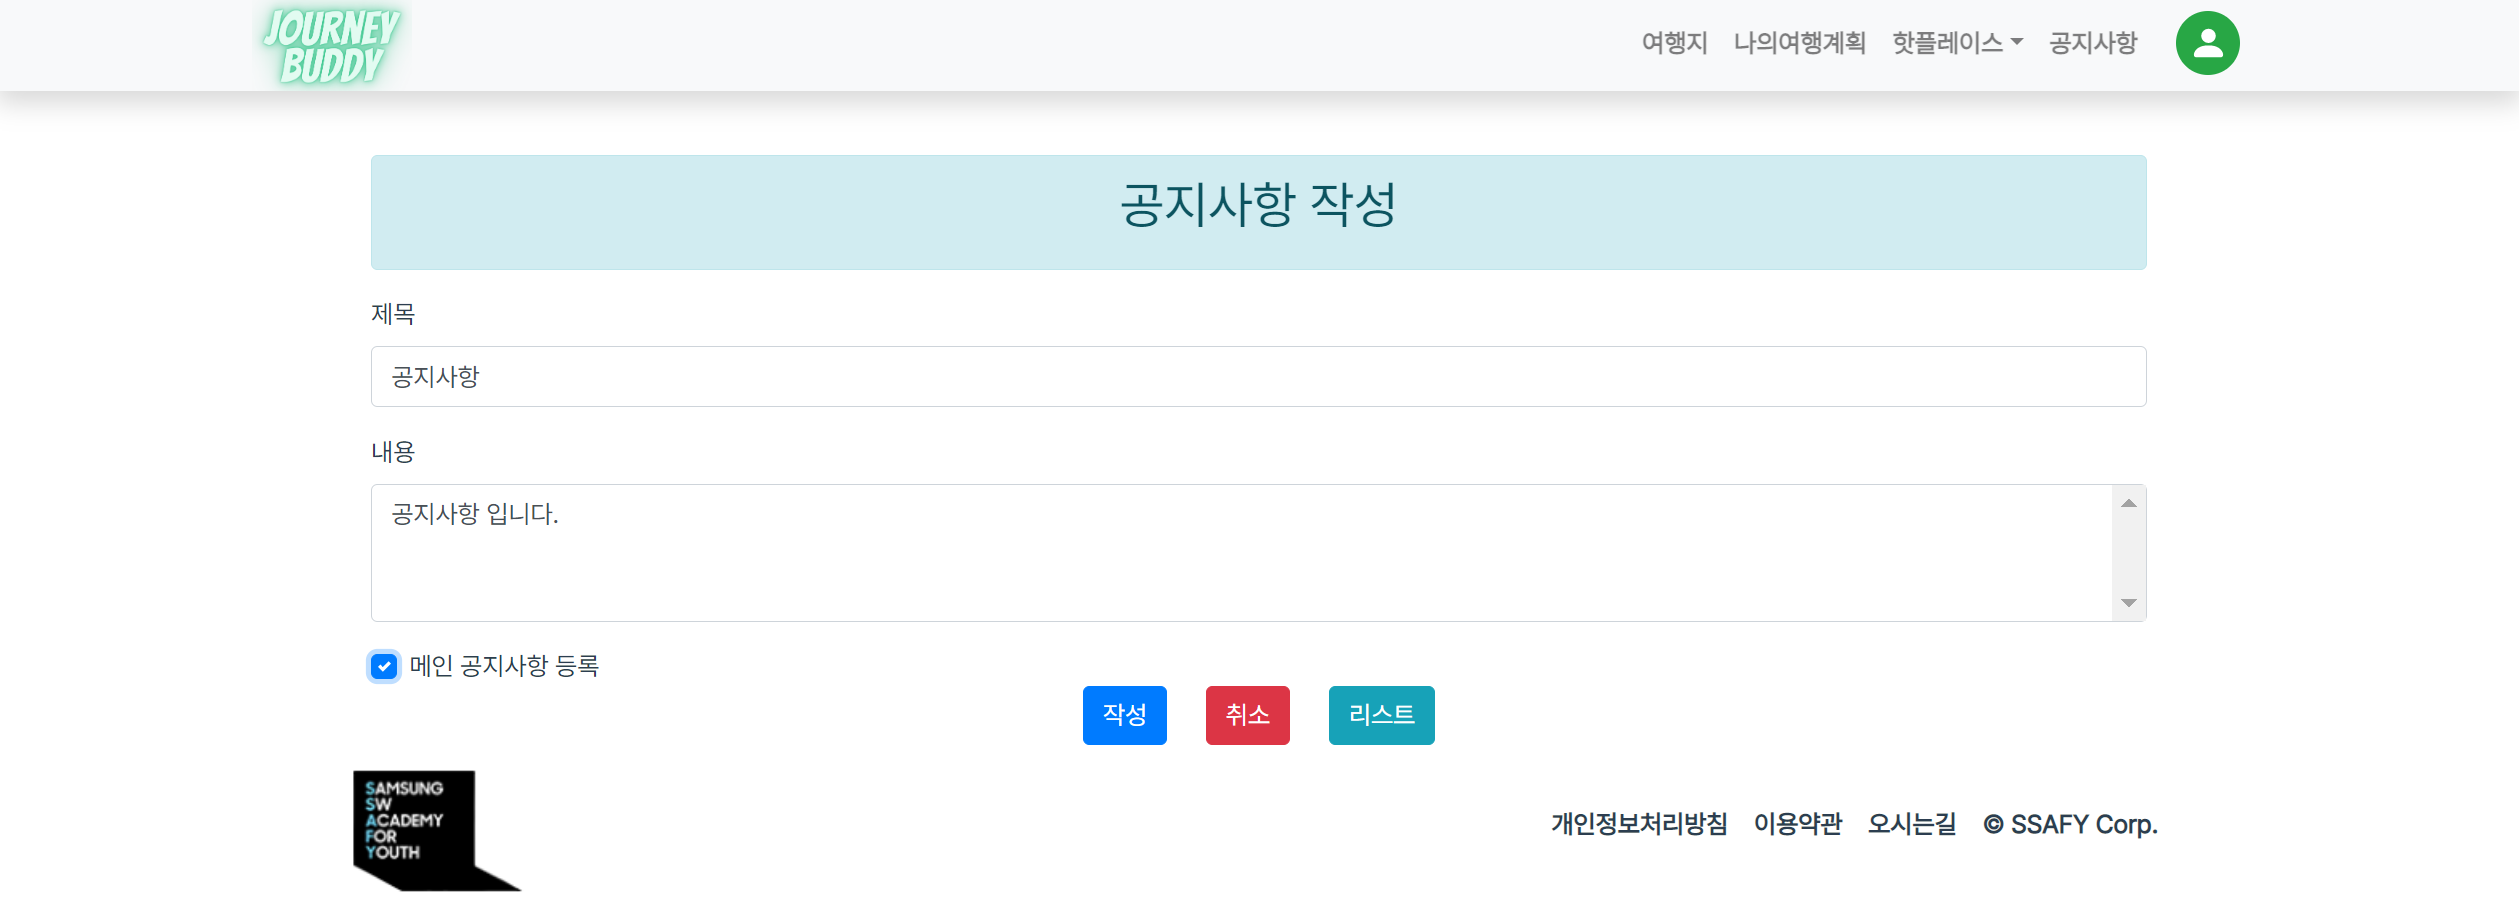 JOURNEY
BUDDY
여행지 나의여행계획 핫플레이스 공지사항
공지사항 작성
제목
공지사항
내용
공지사항 입니다.
메인 공지사항 등록
작성 취소 리스트
SAMSUNG
SW
ACADEMY
FOR
YOUTH
개인정보처리방침 이용약관 오시는길 © SSAFY Corp.